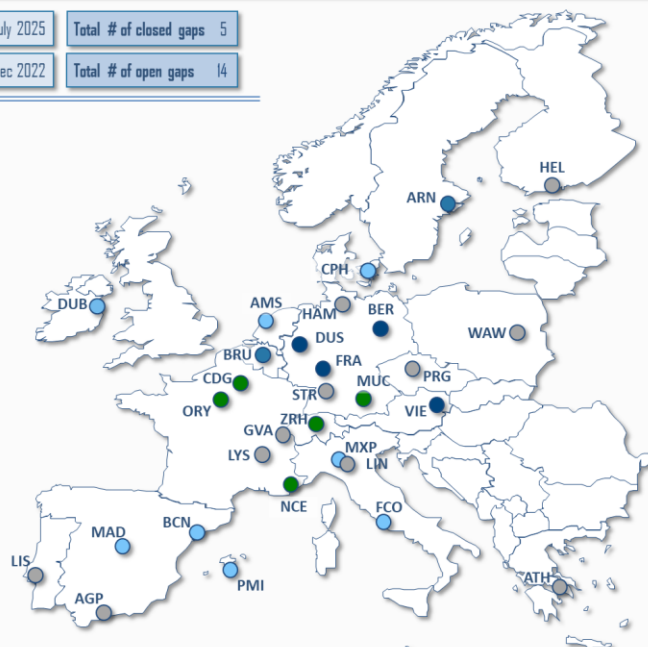 uly 2025
Total # of closed gaps 5
ec 2022
Total # of open gaps 14
HEL
ARN
CPH
DUB
AMS
HAM
BER
WAW
DUS
BRU
FRA
CDG
MUC
PRG
STR
ORY
VIE
ZRH
GVA
MXP
LYS
LIN
NCE
FCO
BCN
MAD
LIS
PMI
ATH
AGP